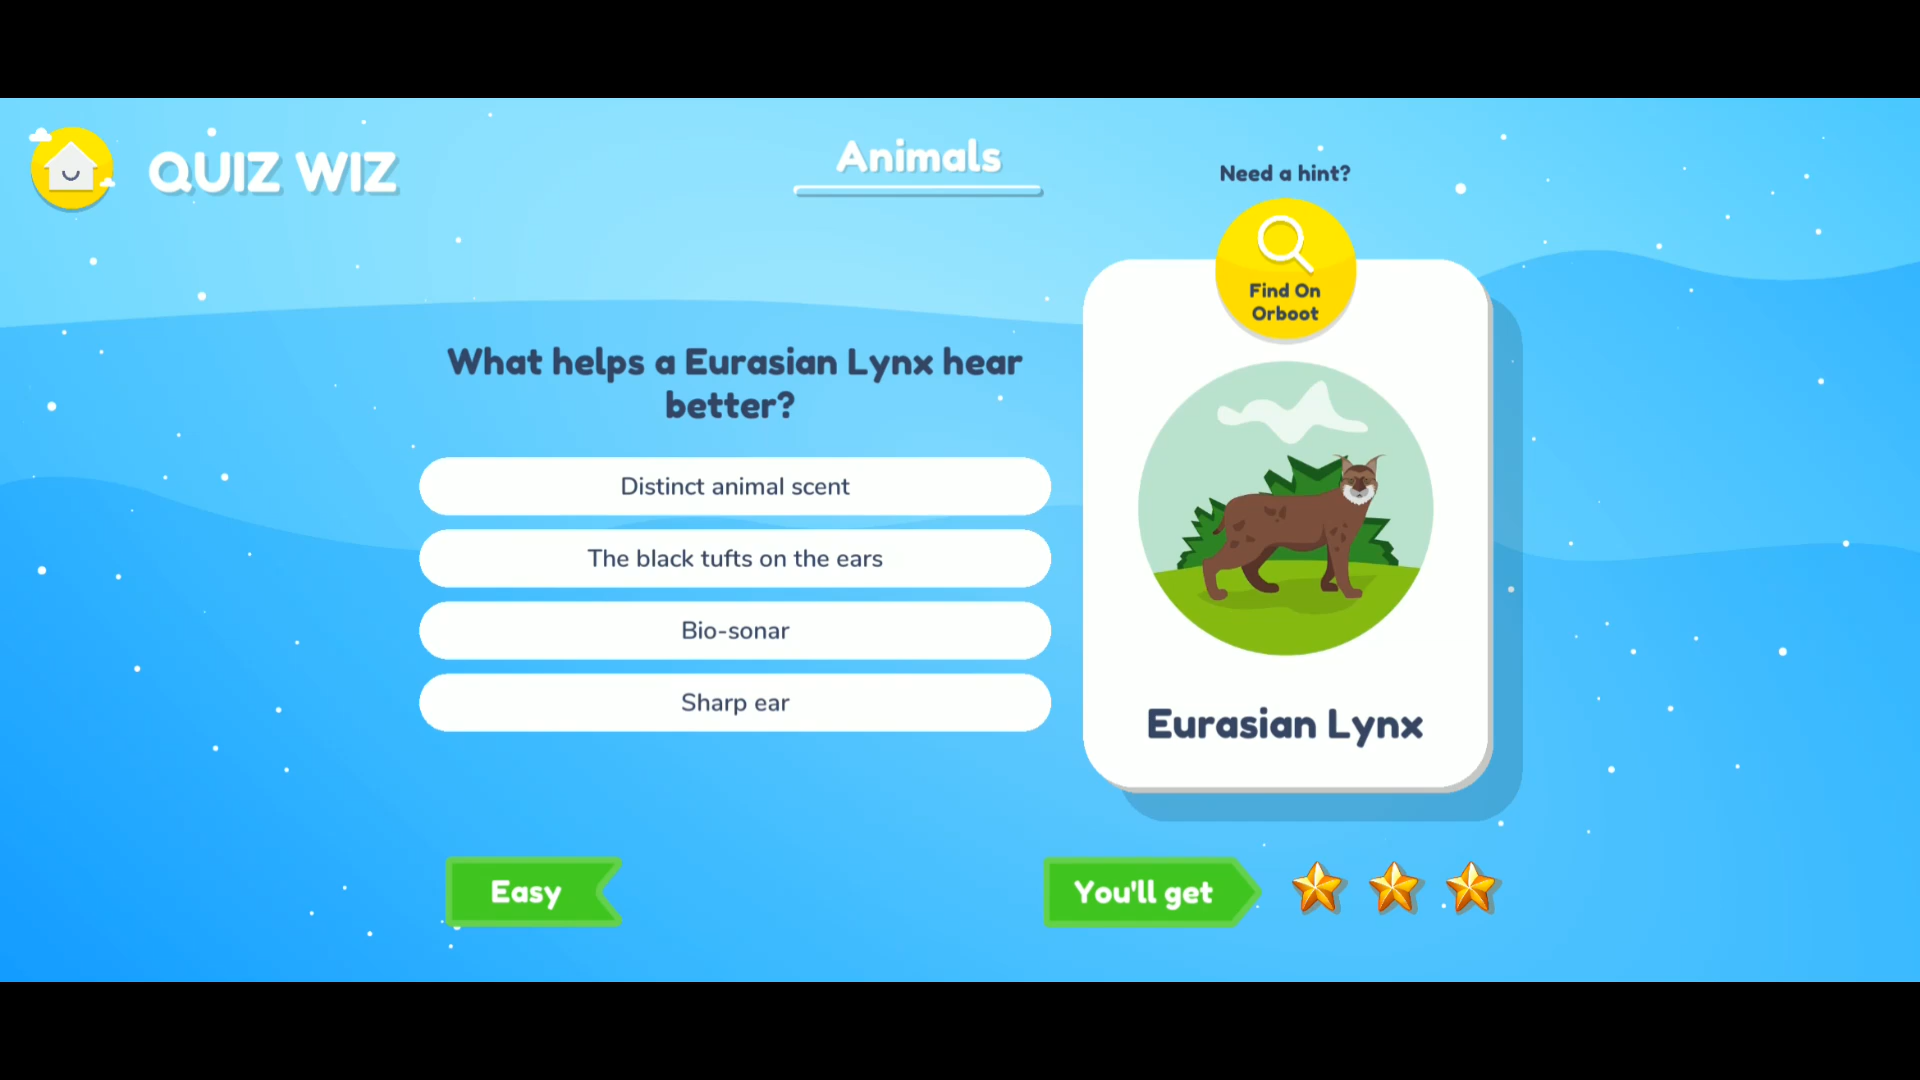 QUIZ WIZ
Animals
Need a hint?
Find On
Orboot
What helps a Eurasian Lynx hear
better?
Distinct animal scent
The black tufts on the ears
Bio-sonar
Sharp ear
Eurasian Lynx
Easy
You'll get